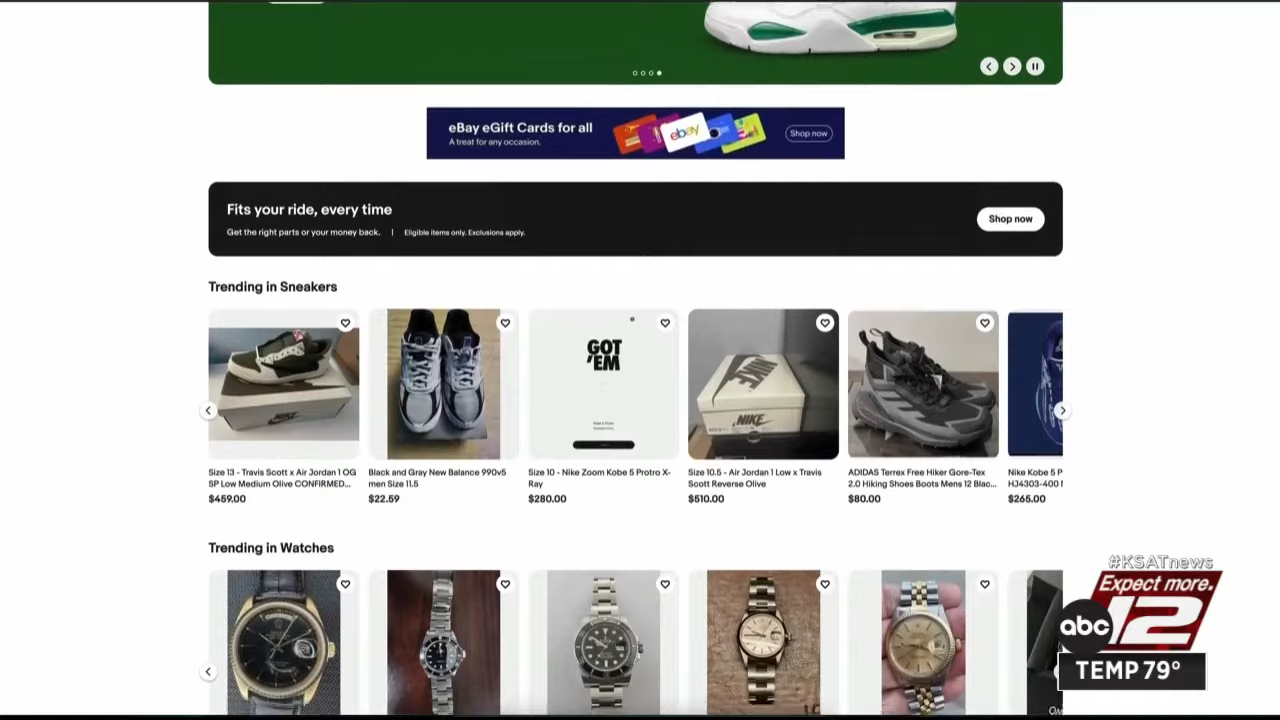 eBay eGift Cards for all
A treat for any occasion.
ebay
Shop now
Fits your ride, every time
Get the right parts or your money back. | Eligible items only. Exclusions apply.
Shop now
Trending in Sneakers
NIKE
GOT
'EM
NIKE
Size 13 - Travis Scott x Air Jordan 1 OG
SP Low Medium Olive CONFIRMED...
$459.00
Black and Gray New Balance 990v5
men Size 11.5
$22.59
Size 10 - Nike Zoom Kobe 5 Protro X-
Ray
$280.00
Size 10.5 - Air Jordan 1 Low x Travis
Scott Reverse Olive
$510.00
ADIDAS Terrex Free Hiker Gore-Tex
2.0 Hiking Shoes Boots Mens 12 Blac...
$80.00
Nike Kobe 5 P
HJ4303-400
$265.00
Trending in Watches
#KSATnews
Expect more.
abc 12
TEMP 79°